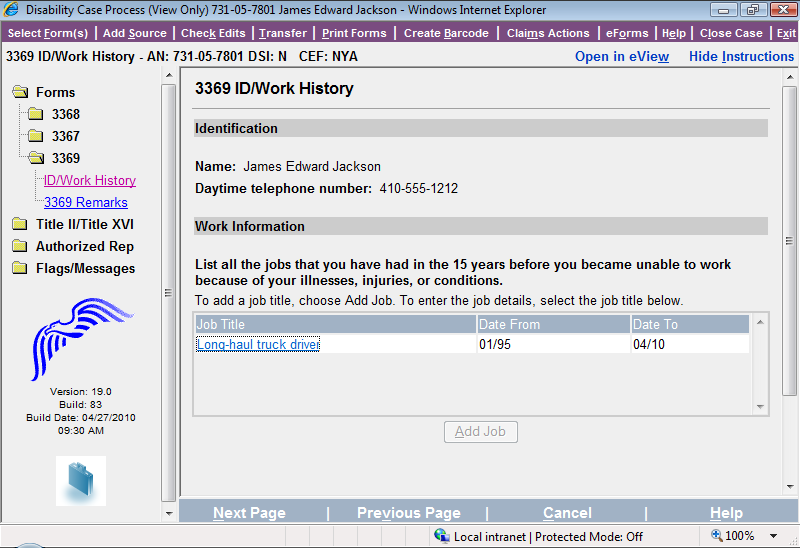 Disability Case Process (View Only) 731-05-7801 James Edward Jackson - Windows Internet Explorer
Select Form(s) | Add Source | Check Edits | Transfer | Print Forms | Create Barcode | Claims Actions | eForms | Help | Close Case | Exit
3369 ID/Work History - AN: 731-05-7801 DSI: N CEF: NYA Open in eView Hide Instructions
Forms
3368
3367
3369
ID/Work History
3369 Remarks
Title II/Title XVI
Authorized Rep
Flags/Messages
Version: 19.0
Build: 83
Build Date: 04/27/2010
09:30 AM
3369 ID/Work History
Identification
Name: James Edward Jackson
Daytime telephone number: 410-555-1212
Work Information
List all the jobs that you have had in the 15 years before you became unable to work
because of your illnesses, injuries, or conditions.
To add a job title, choose Add Job. To enter the job details, select the job title below.
Job Title Date From Date To
Long-haul truck driver 01/95 04/10
Add Job
Next Page | Previous Page | Cancel | Help
Local intranet | Protected Mode: Off 100%